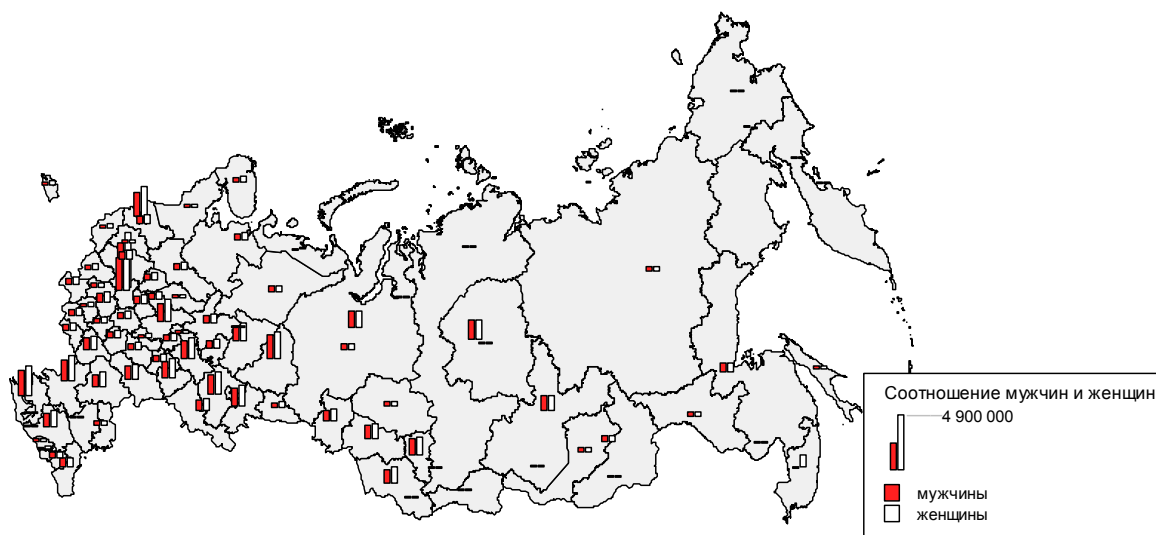 Соотношение мужчин и женщин
4 900 000
мужчины
женщины